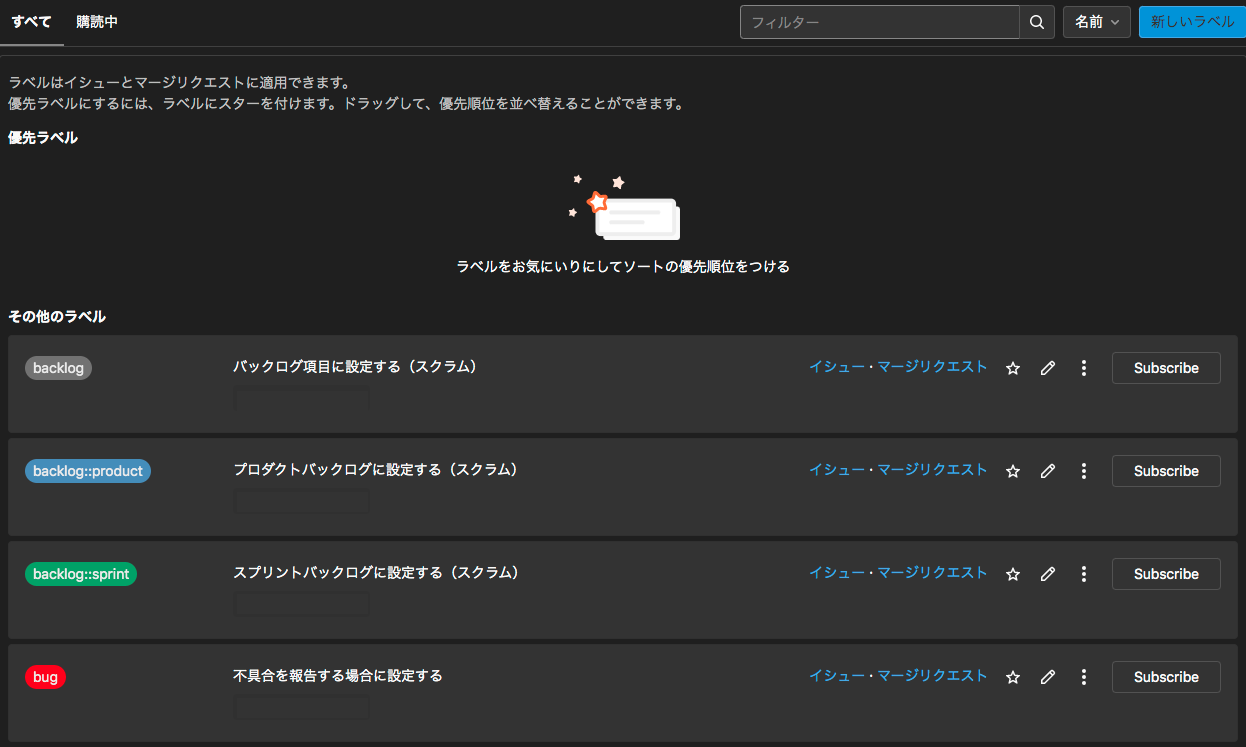 すべて 購読中 フィルター 名前 新しいラベル
ラベルはイシューとマージリクエストに適用できます。
優先ラベルにするには、ラベルにスターを付けます。ドラッグして、優先順位を並べ替えることができます。
優先ラベル
ラベルをお気にいりにしてソートの優先順位をつける
その他のラベル
backlog バックログ項目に設定する（スクラム） イシュー · マージリクエスト Subscribe
backlog::product プロダクトバックログに設定する（スクラム） イシュー · マージリクエスト Subscribe
backlog::sprint スプリントバックログに設定する（スクラム） イシュー · マージリクエスト Subscribe
bug 不具合を報告する場合に設定する イシュー · マージリクエスト Subscribe